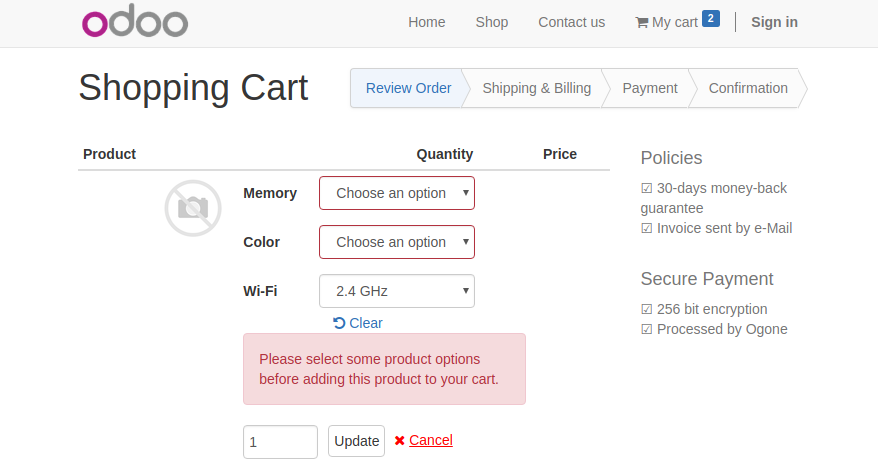 odoo
Home Shop Contact us My cart 2 Sign in
Shopping Cart
Review Order Shipping & Billing Payment Confirmation
Product Quantity Price
Memory Choose an option
Color Choose an option
Wi-Fi 2.4 GHz
Clear
Please select some product options
before adding this product to your cart.
1 Update Cancel
Policies
30-days money-back
guarantee
Invoice sent by e-Mail
Secure Payment
256 bit encryption
Processed by Ogone